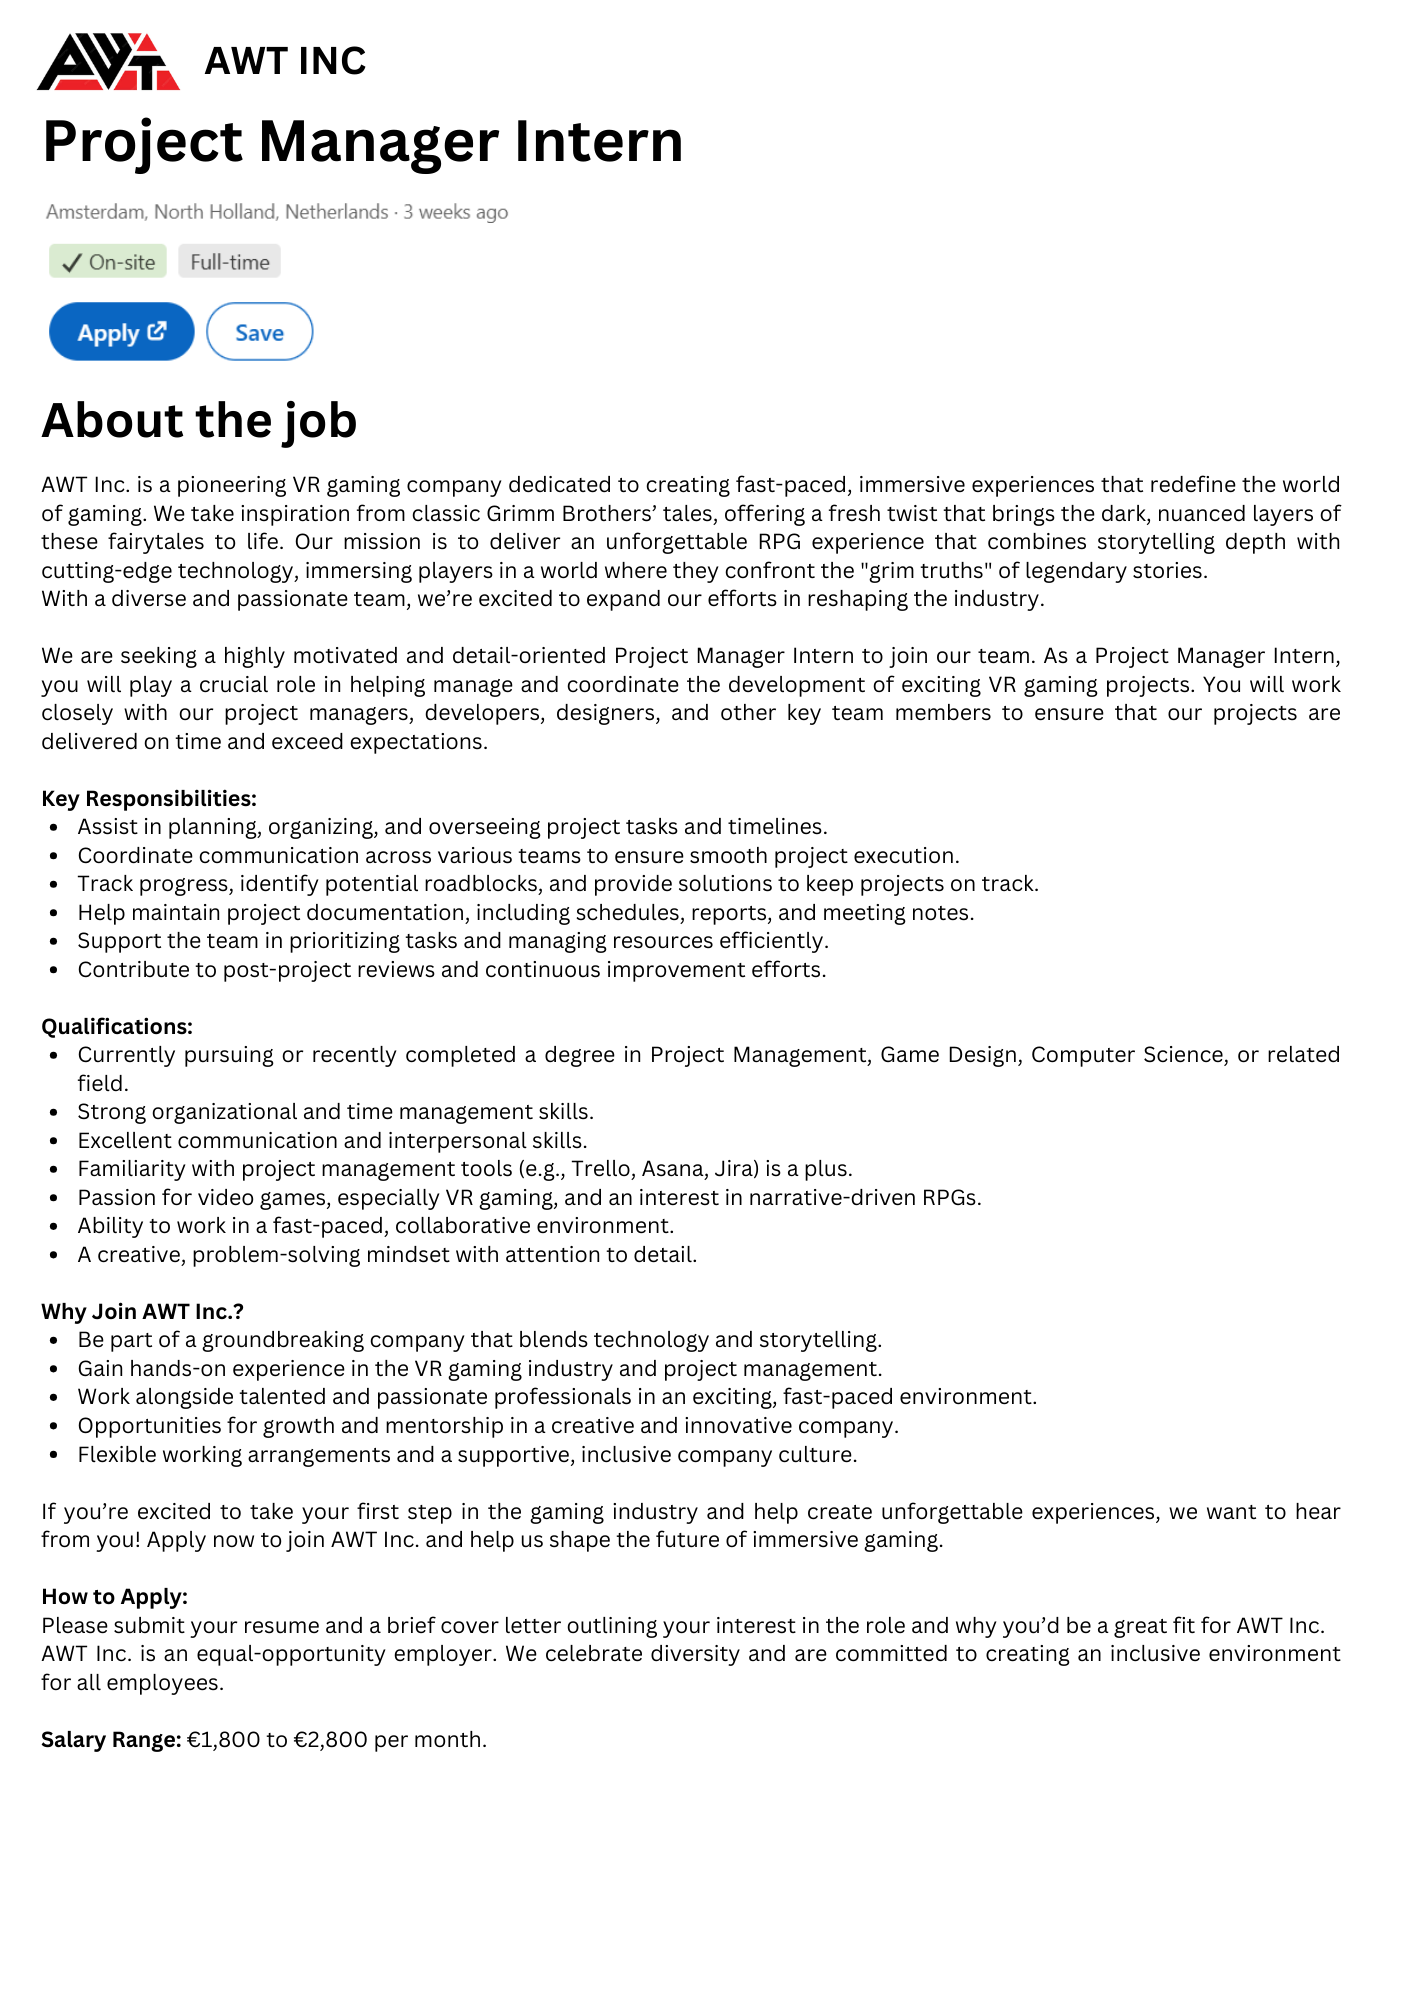 AWT AWT INC
Project Manager Intern
Amsterdam, North Holland, Netherlands · 3 weeks ago
✓ On-site Full-time
Apply Save
About the job
AWT Inc. is a pioneering VR gaming company dedicated to creating fast-paced, immersive experiences that redefine the world
of gaming. We take inspiration from classic Grimm Brothers’ tales, offering a fresh twist that brings the dark, nuanced layers of
these fairytales to life. Our mission is to deliver an unforgettable RPG experience that combines storytelling depth with
cutting-edge technology, immersing players in a world where they confront the "grim truths" of legendary stories.
With a diverse and passionate team, we’re excited to expand our efforts in reshaping the industry.
We are seeking a highly motivated and detail-oriented Project Manager Intern to join our team. As a Project Manager Intern,
you will play a crucial role in helping manage and coordinate the development of exciting VR gaming projects. You will work
closely with our project managers, developers, designers, and other key team members to ensure that our projects are
delivered on time and exceed expectations.
Key Responsibilities:
• Assist in planning, organizing, and overseeing project tasks and timelines.
• Coordinate communication across various teams to ensure smooth project execution.
• Track progress, identify potential roadblocks, and provide solutions to keep projects on track.
• Help maintain project documentation, including schedules, reports, and meeting notes.
• Support the team in prioritizing tasks and managing resources efficiently.
• Contribute to post-project reviews and continuous improvement efforts.
Qualifications:
• Currently pursuing or recently completed a degree in Project Management, Game Design, Computer Science, or related
field.
• Strong organizational and time management skills.
• Excellent communication and interpersonal skills.
• Familiarity with project management tools (e.g., Trello, Asana, Jira) is a plus.
• Passion for video games, especially VR gaming, and an interest in narrative-driven RPGs.
• Ability to work in a fast-paced, collaborative environment.
• A creative, problem-solving mindset with attention to detail.
Why Join AWT Inc.?
• Be part of a groundbreaking company that blends technology and storytelling.
• Gain hands-on experience in the VR gaming industry and project management.
• Work alongside talented and passionate professionals in an exciting, fast-paced environment.
• Opportunities for growth and mentorship in a creative and innovative company.
• Flexible working arrangements and a supportive, inclusive company culture.
If you’re excited to take your first step in the gaming industry and help create unforgettable experiences, we want to hear
from you! Apply now to join AWT Inc. and help us shape the future of immersive gaming.
How to Apply:
Please submit your resume and a brief cover letter outlining your interest in the role and why you’d be a great fit for AWT Inc.
AWT Inc. is an equal-opportunity employer. We celebrate diversity and are committed to creating an inclusive environment
for all employees.
Salary Range: €1,800 to €2,800 per month.